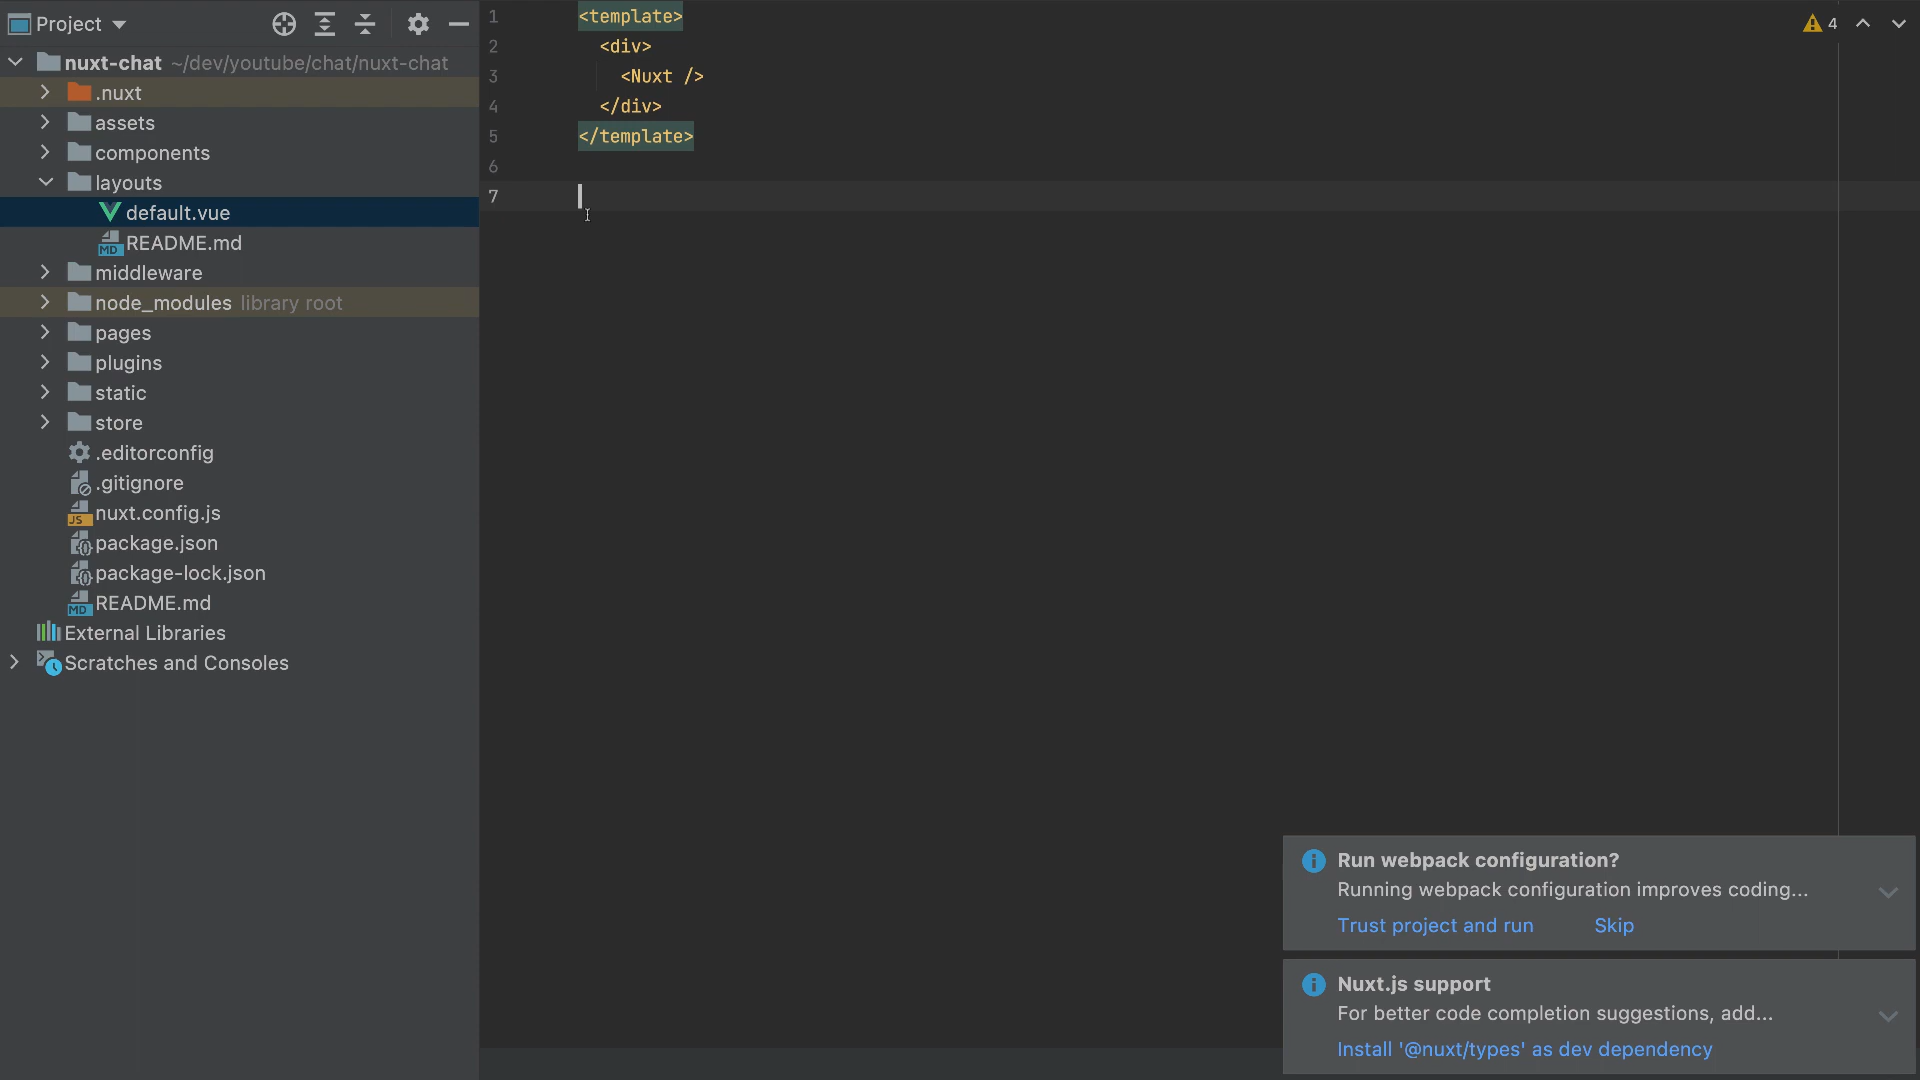 Project
nuxt-chat ~/dev/youtube/chat/nuxt-chat
.nuxt
assets
components
layouts
default.vue
MD README.md
middleware
node_modules library root
pages
plugins
static
store
.editorconfig
.gitignore
JS nuxt.config.js
package.json
package-lock.json
MD README.md
External Libraries
Scratches and Consoles
1 <template>
2 <div>
3 <Nuxt />
4 </div>
5 </template>
6
7
4
Run webpack configuration?
Running webpack configuration improves coding...
Trust project and run Skip
Nuxt.js support
For better code completion suggestions, add...
Install '@nuxt/types' as dev dependency